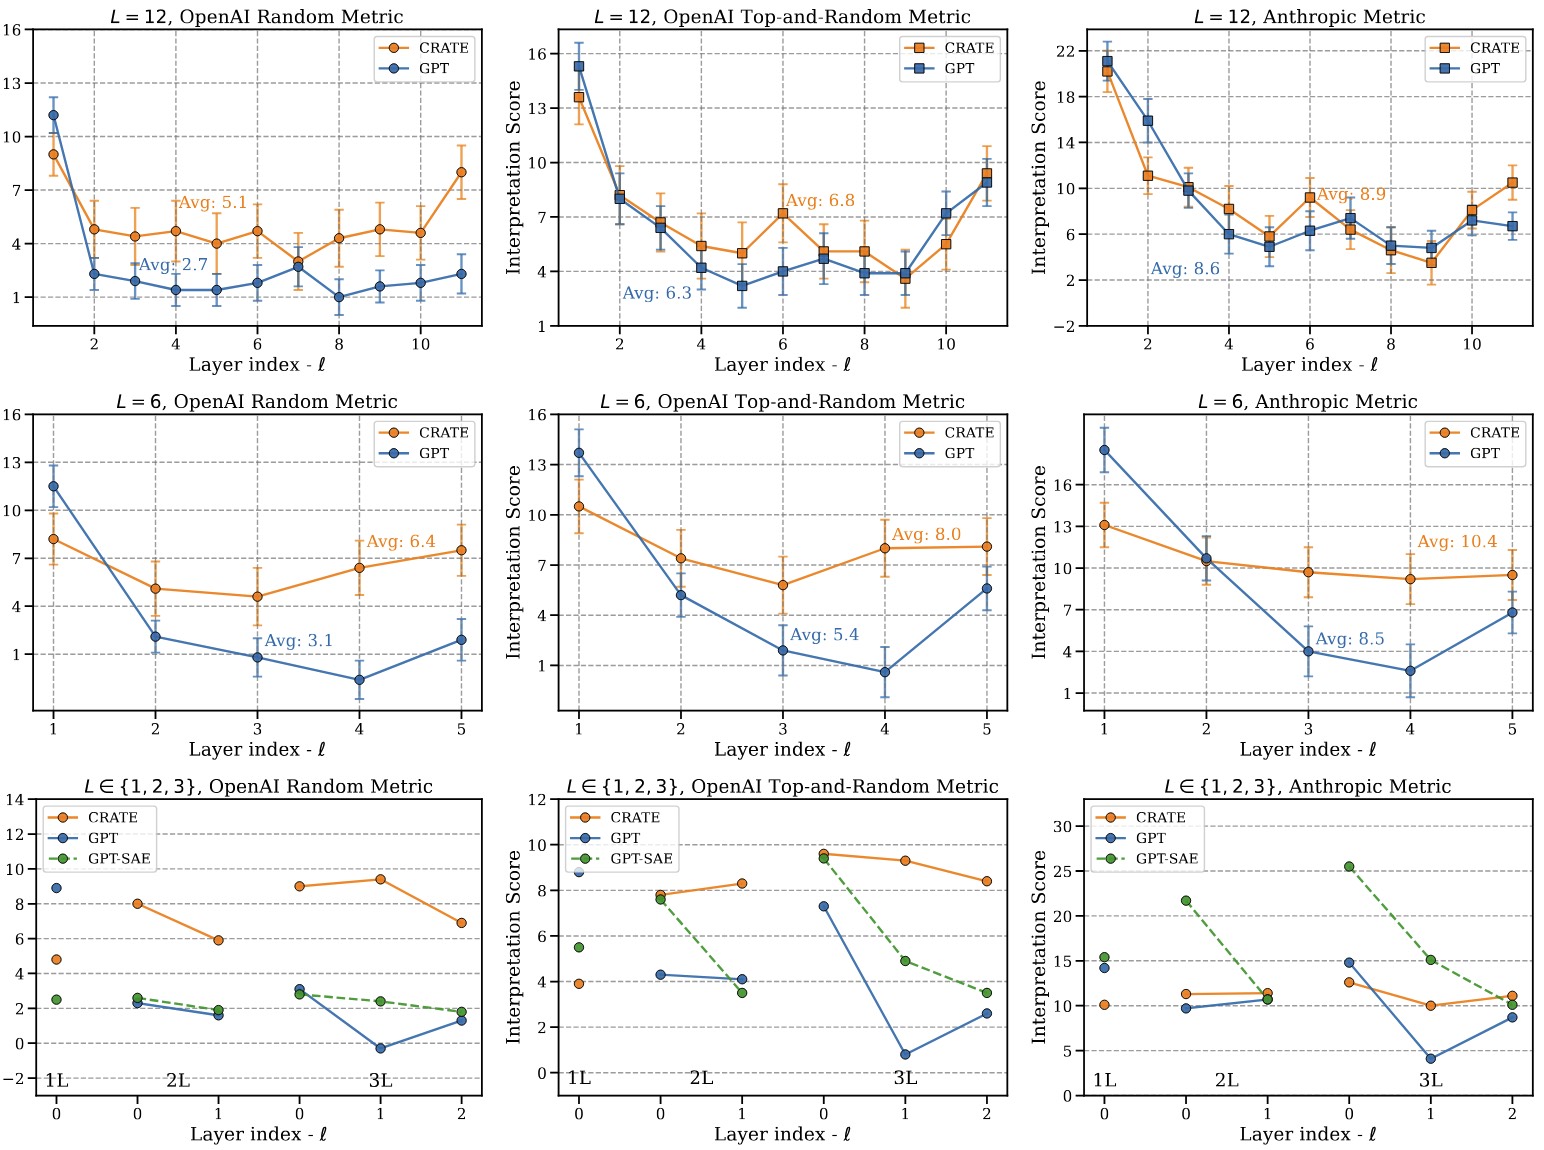 L = 12, OpenAI Random Metric
16
13
10
7
4
1
CRATE
GPT
Avg: 5.1
Avg: 2.7
2 4 6 8 10
Layer index - ℓ
L = 12, OpenAI Top-and-Random Metric
Interpretation Score
16
13
10
7
4
1
CRATE
GPT
Avg: 6.8
Avg: 6.3
2 4 6 8 10
Layer index - ℓ
L = 12, Anthropic Metric
Interpretation Score
22
18
14
10
6
2
−2
CRATE
GPT
Avg: 8.9
Avg: 8.6
2 4 6 8 10
Layer index - ℓ
L = 6, OpenAI Random Metric
16
13
10
7
4
1
CRATE
GPT
Avg: 6.4
Avg: 3.1
1 2 3 4 5
Layer index - ℓ
L = 6, OpenAI Top-and-Random Metric
Interpretation Score
16
13
10
7
4
1
CRATE
GPT
Avg: 8.0
Avg: 5.4
1 2 3 4 5
Layer index - ℓ
L = 6, Anthropic Metric
Interpretation Score
16
13
10
7
4
1
CRATE
GPT
Avg: 10.4
Avg: 8.5
1 2 3 4 5
Layer index - ℓ
L ∈ {1, 2, 3}, OpenAI Random Metric
14
12
10
8
6
4
2
0
−2
CRATE
GPT
GPT-SAE
1L 2L 3L
0 0 1 0 1 2
Layer index - ℓ
L ∈ {1, 2, 3}, OpenAI Top-and-Random Metric
Interpretation Score
12
10
8
6
4
2
0
CRATE
GPT
GPT-SAE
1L 2L 3L
0 0 1 0 1 2
Layer index - ℓ
L ∈ {1, 2, 3}, Anthropic Metric
Interpretation Score
30
25
20
15
10
5
0
CRATE
GPT
GPT-SAE
1L 2L 3L
0 0 1 0 1 2
Layer index - ℓ